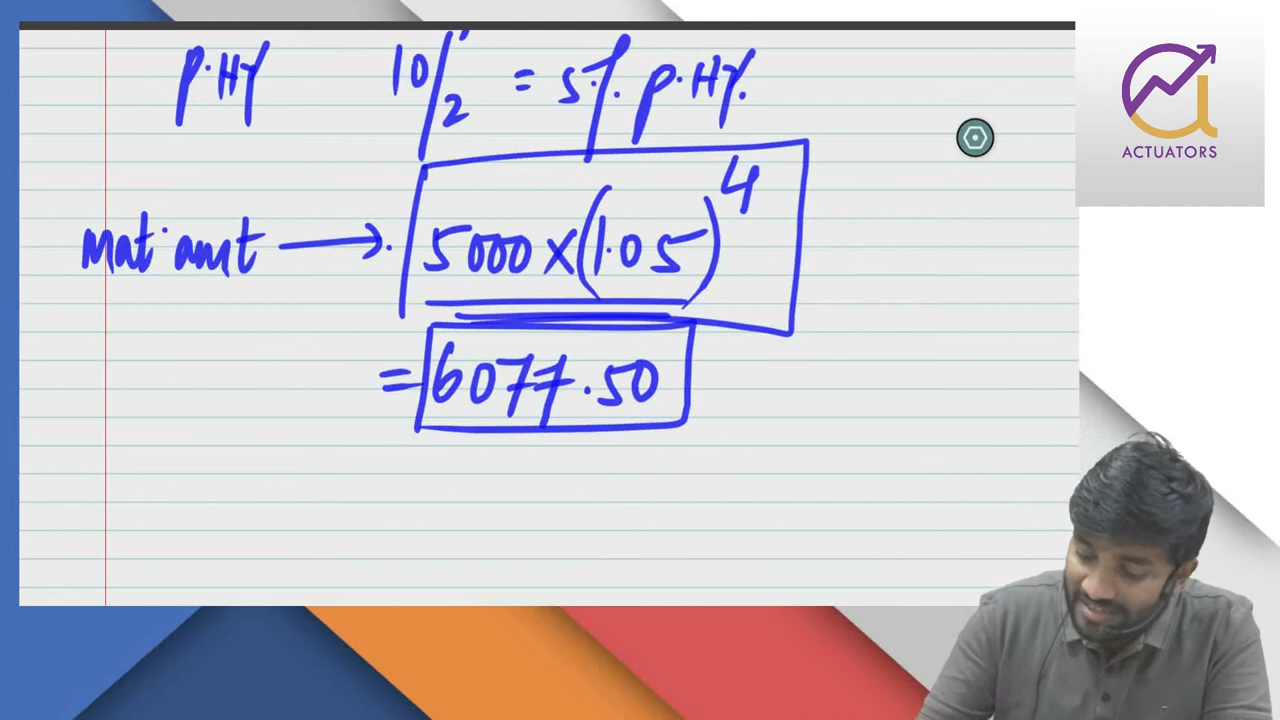 P.HY 10/2 = 5% P.HY.
mat. amt → 5000 × (1.05)^4
= 6077.50
ACTUATORS